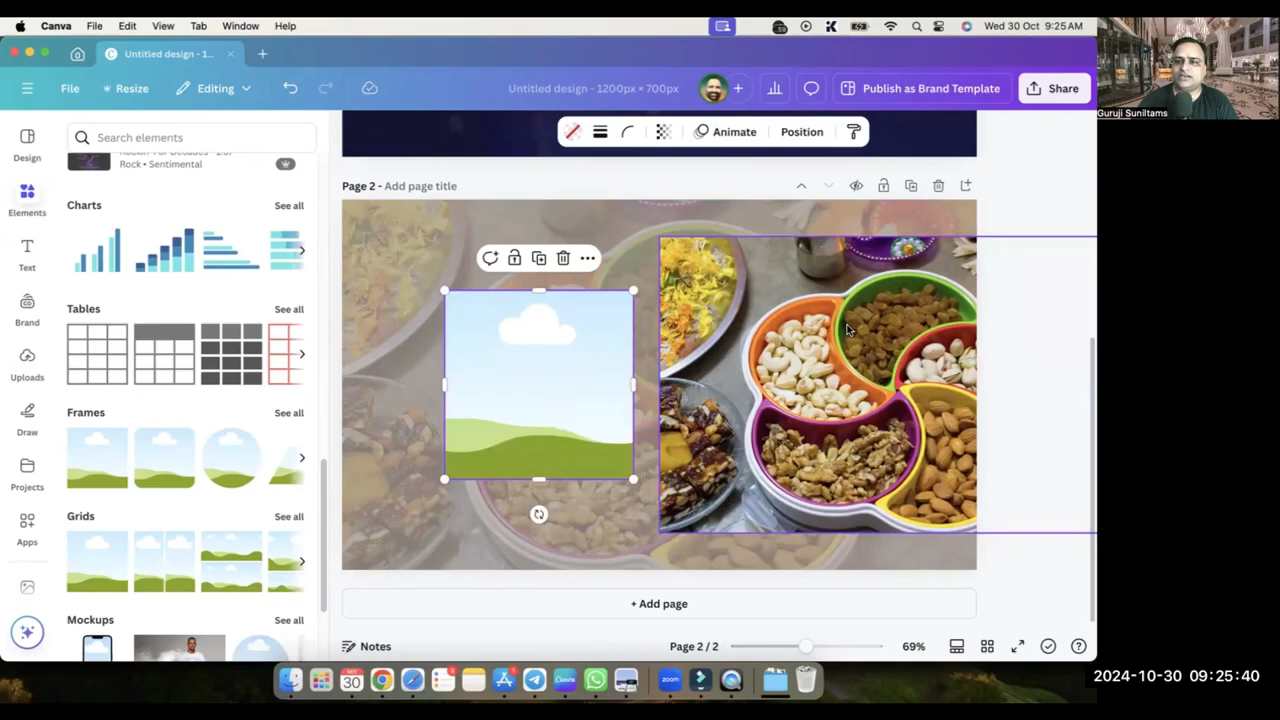 Canva File Edit View Tab Window Help
Wed 30 Oct 9:25 AM
Untitled design - 1...
File Resize Editing
Untitled design - 1200px × 700px
Publish as Brand Template
Share
Guruji Suniltams
Search elements
Animate Position
Rock • Sentimental
Design
Elements
Text
Brand
Uploads
Draw
Projects
Apps
Charts See all
Tables See all
Frames See all
Grids See all
Mockups See all
Page 2 - Add page title
+ Add page
Notes
Page 2 / 2
69%
OCT
30
zoom
Canva
2024-10-30 09:25:40